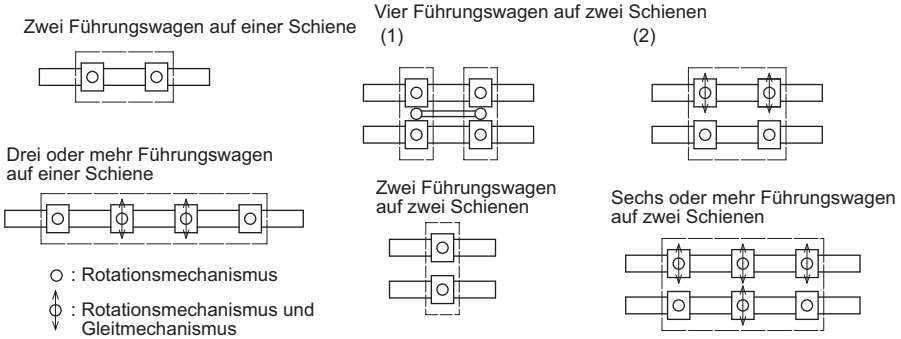 Zwei Führungswagen auf einer Schiene
Vier Führungswagen auf zwei Schienen
(1)
(2)
Drei oder mehr Führungswagen
auf einer Schiene
Zwei Führungswagen
auf zwei Schienen
Sechs oder mehr Führungswagen
auf zwei Schienen
: Rotationsmechanismus
: Rotationsmechanismus und
Gleitmechanismus